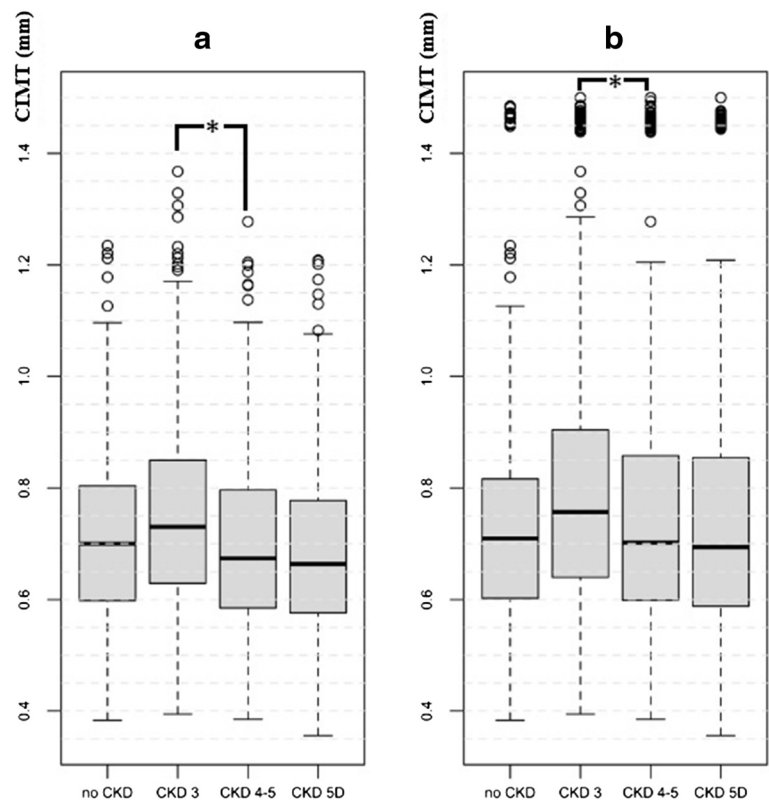 a
CIMT (mm)
1.4
1.2
1.0
0.8
0.6
0.4
*
no CKD
CKD 3
CKD 4-5
CKD 5D
b
CIMT (mm)
1.4
1.2
1.0
0.8
0.6
0.4
*
no CKD
CKD 3
CKD 4-5
CKD 5D